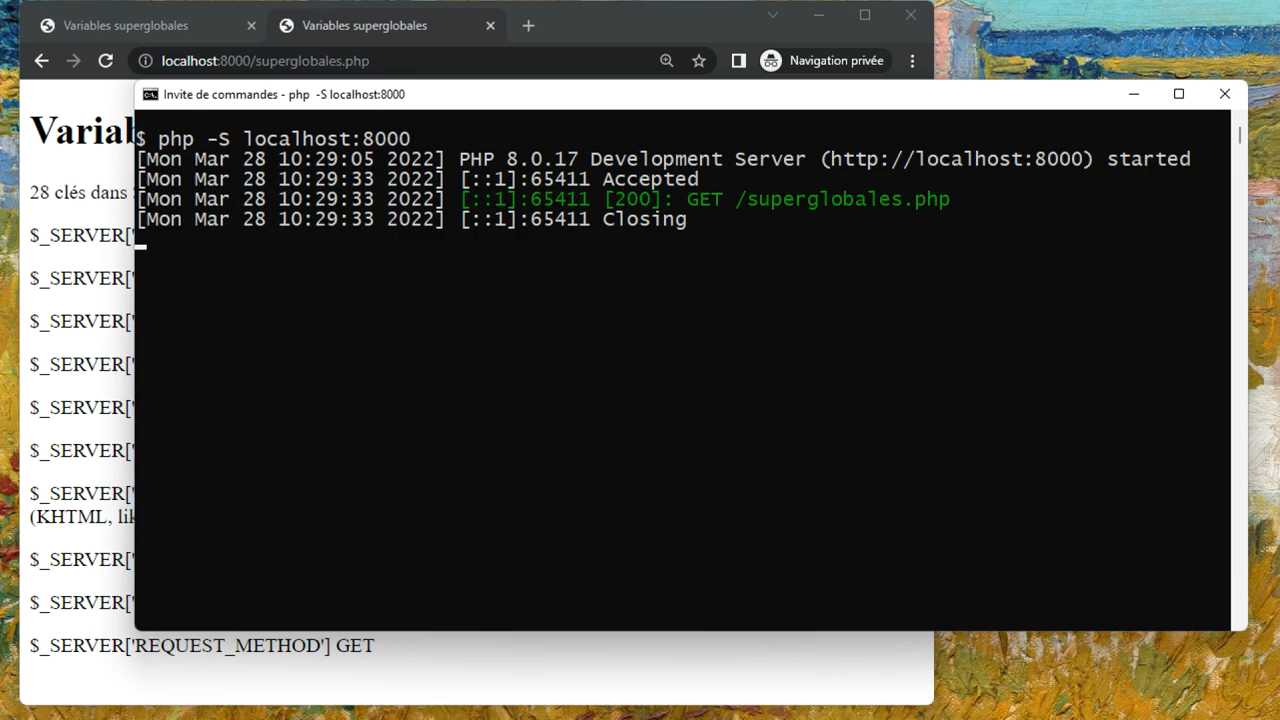 Variables superglobales
Variables superglobales
localhost:8000/superglobales.php
Navigation privée
Invite de commandes - php -S localhost:8000
$ php -S localhost:8000
[Mon Mar 28 10:29:05 2022] PHP 8.0.17 Development Server (http://localhost:8000) started
[Mon Mar 28 10:29:33 2022] [::1]:65411 Accepted
[Mon Mar 28 10:29:33 2022] [::1]:65411 [200]: GET /superglobales.php
[Mon Mar 28 10:29:33 2022] [::1]:65411 Closing
Variab
28 clés dans
$_SERVER['
$_SERVER['
$_SERVER['
$_SERVER['
$_SERVER['
$_SERVER['
$_SERVER['
(KHTML, lik
$_SERVER['
$_SERVER['
$_SERVER['REQUEST_METHOD'] GET